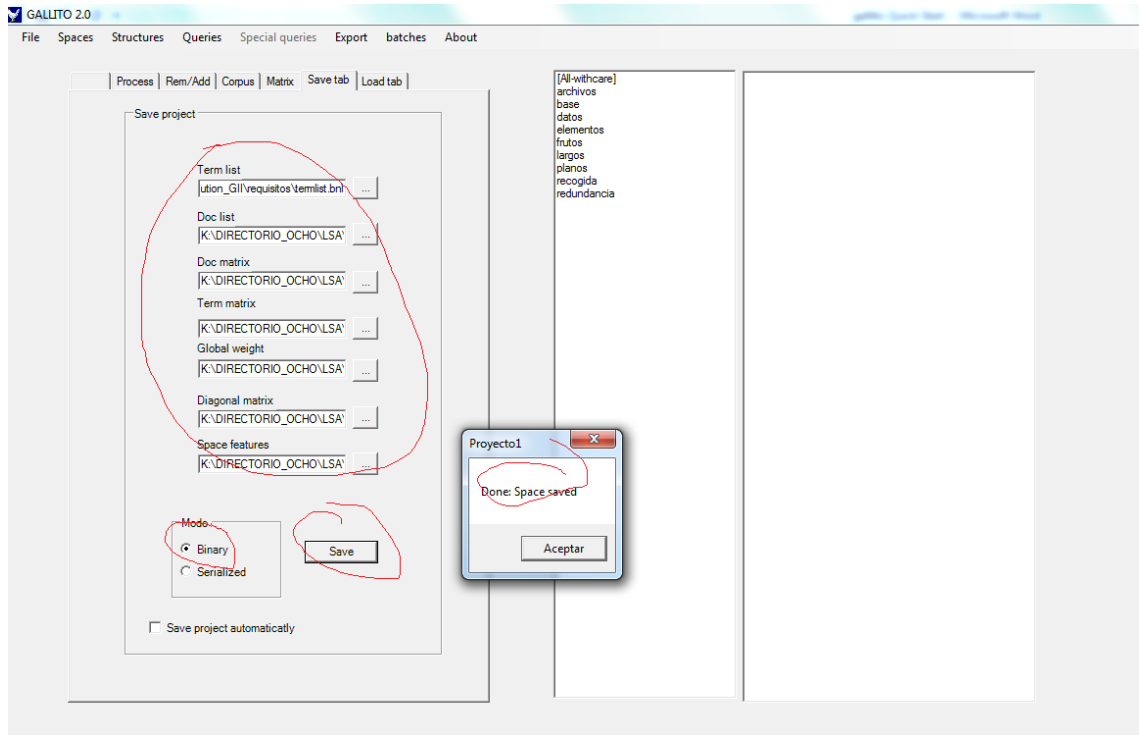 GALLITO 2.0
File Spaces Structures Queries Special queries Export batches About
Process Rem/Add Corpus Matrix Save tab Load tab
Save project
Term list
ution_GII\requisitos\termlist.bnl ...
Doc list
K:\DIRECTORIO_OCHO\LSA\ ...
Doc matrix
K:\DIRECTORIO_OCHO\LSA\ ...
Term matrix
K:\DIRECTORIO_OCHO\LSA\ ...
Global weight
K:\DIRECTORIO_OCHO\LSA\ ...
Diagonal matrix
K:\DIRECTORIO_OCHO\LSA\ ...
Space features
K:\DIRECTORIO_OCHO\LSA\ ...
Mode
Binary
Serialized
Save
Save project automaticatly
[All-withcare]
archivos
base
datos
elementos
frutos
largos
planos
recogida
redundancia
Proyecto1
Done: Space saved
Aceptar